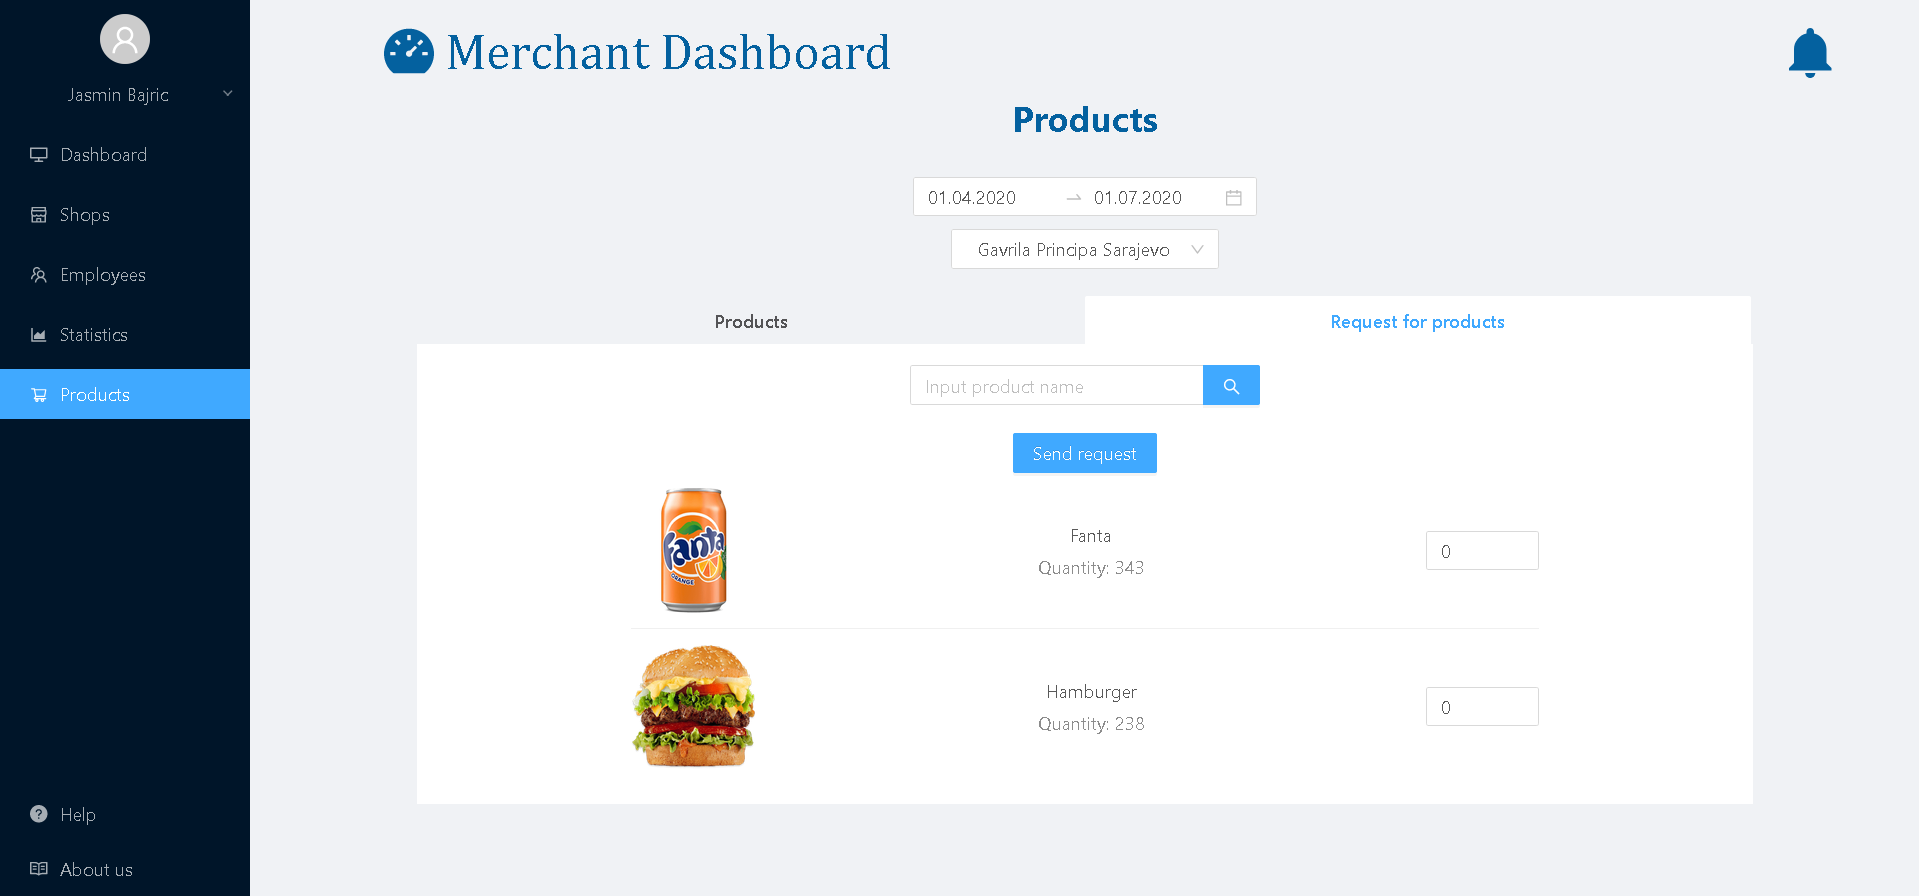 Jasmin Bajric
Dashboard
Shops
Employees
Statistics
Products
Help
About us
Merchant Dashboard
Products
01.04.2020
01.07.2020
Gavrila Principa Sarajevo
Products
Request for products
Input product name
Send request
Fanta
ORANGE
Fanta
Quantity: 343
0
Hamburger
Quantity: 238
0